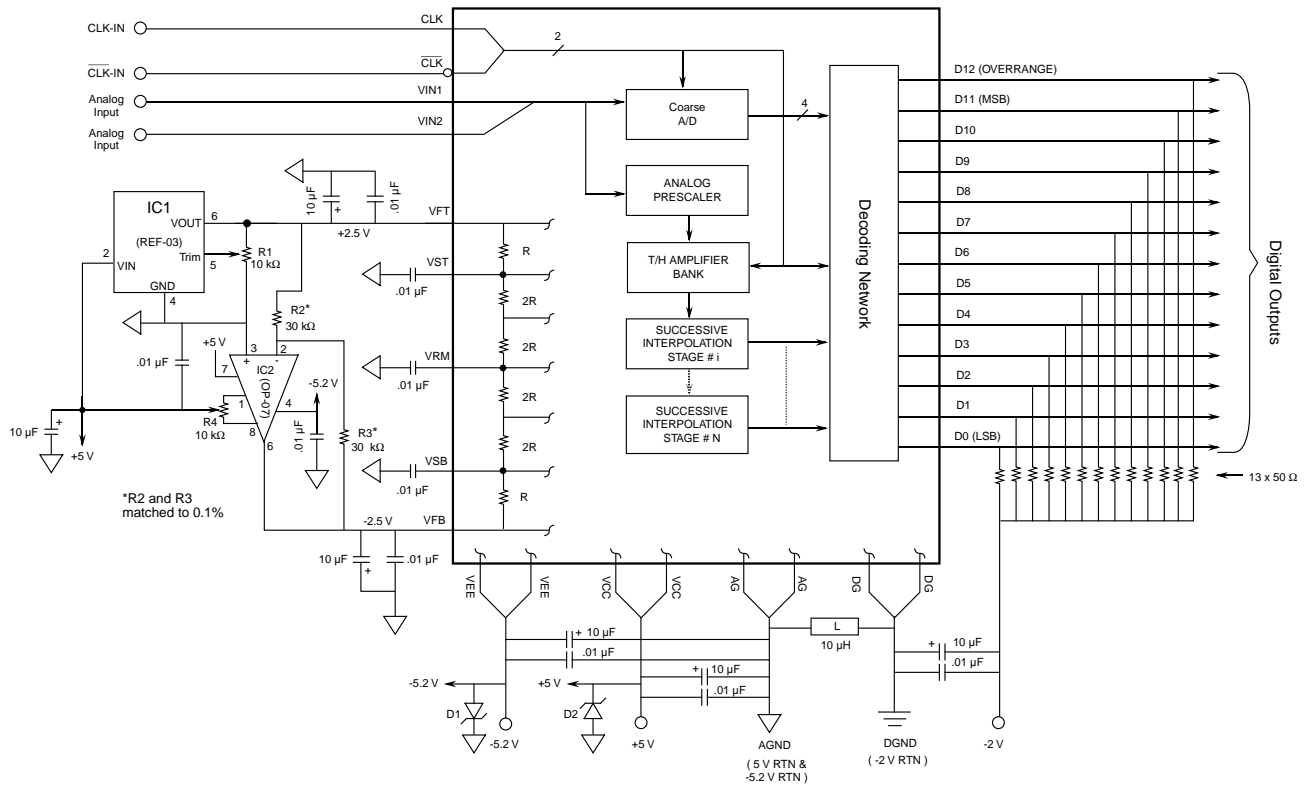 CLK-IN
CLK
2
CLK-IN
CLK
Analog
Input
VIN1
Analog
Input
VIN2
Coarse
A/D
4
ANALOG
PRESCALER
T/H AMPLIFIER
BANK
SUCCESSIVE
INTERPOLATION
STAGE # i
SUCCESSIVE
INTERPOLATION
STAGE # N
Decoding Network
D12 (OVERRANGE)
D11 (MSB)
D10
D9
D8
D7
D6
D5
D4
D3
D2
D1
D0 (LSB)
Digital Outputs
13 x 50 Ω
IC1
VOUT
6
(REF-03)
Trim
5
2
VIN
GND
4
R1
10 kΩ
10 µF
+
.01 µF
+2.5 V
VFT
R
VST
.01 µF
2R
R2*
30 kΩ
2R
VRM
.01 µF
2R
2R
VSB
.01 µF
R
VFB
-2.5 V
+5 V
3
2
+
-
7
IC2
(OP-07)
-5.2 V
.01 µF
1
4
R4
10 kΩ
8
6
.01 µF
R3*
30 kΩ
10 µF
+
+5 V
*R2 and R3
matched to 0.1%
10 µF
+
.01 µF
VEE
VEE
VCC
VCC
AG
AG
DG
DG
+ 10 µF
.01 µF
L
10 µH
+
10 µF
.01 µF
+
10 µF
.01 µF
-5.2 V
+5 V
D1
D2
-5.2 V
+5 V
AGND
( 5 V RTN &
-5.2 V RTN )
DGND
( -2 V RTN )
-2 V